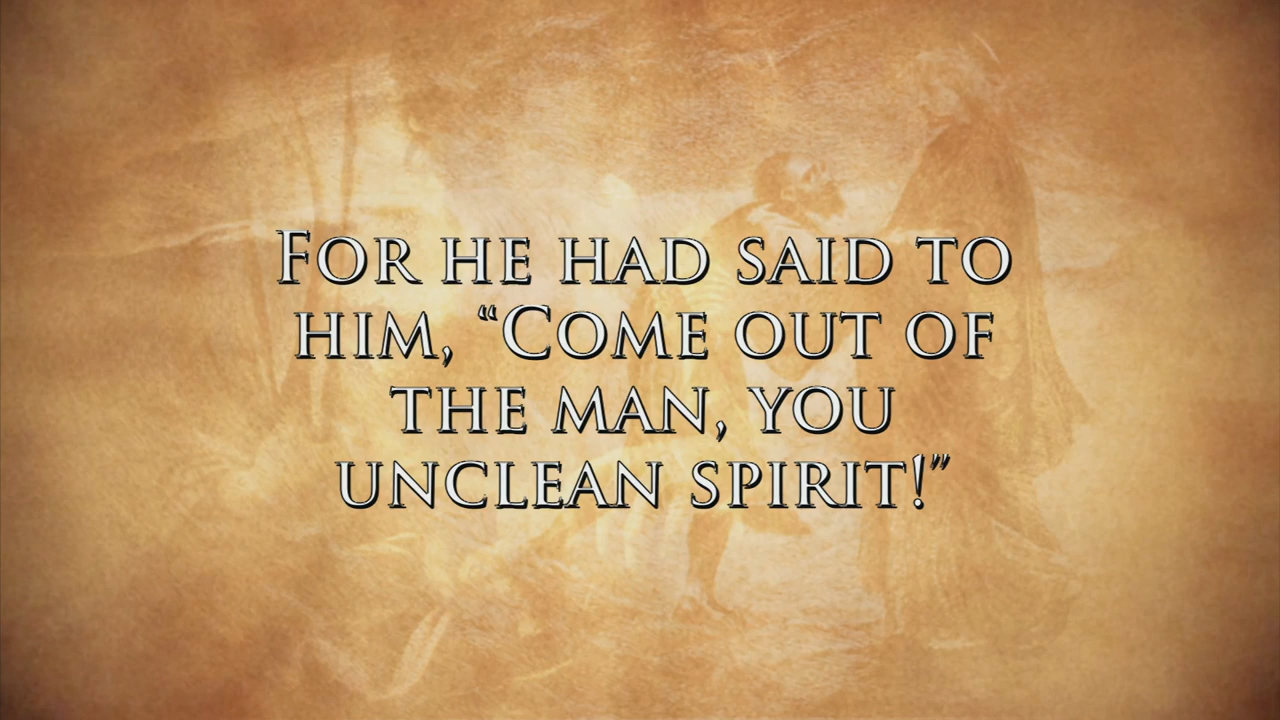 For he had said to
him, “Come out of
the man, you
unclean spirit!”